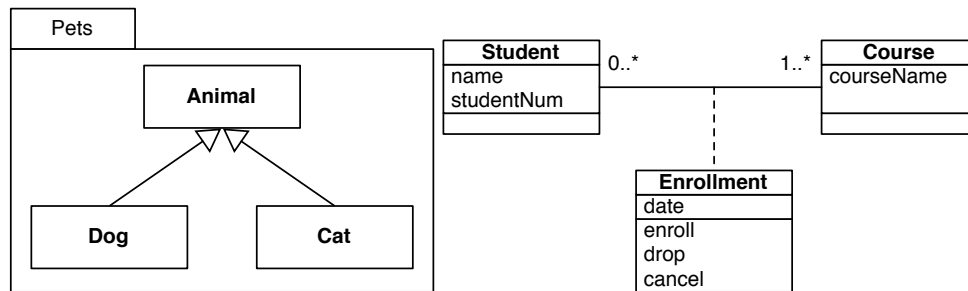 Pets
Animal
Dog
Cat
Student
name
studentNum
0..*
1..*
Course
courseName
Enrollment
date
enroll
drop
cancel